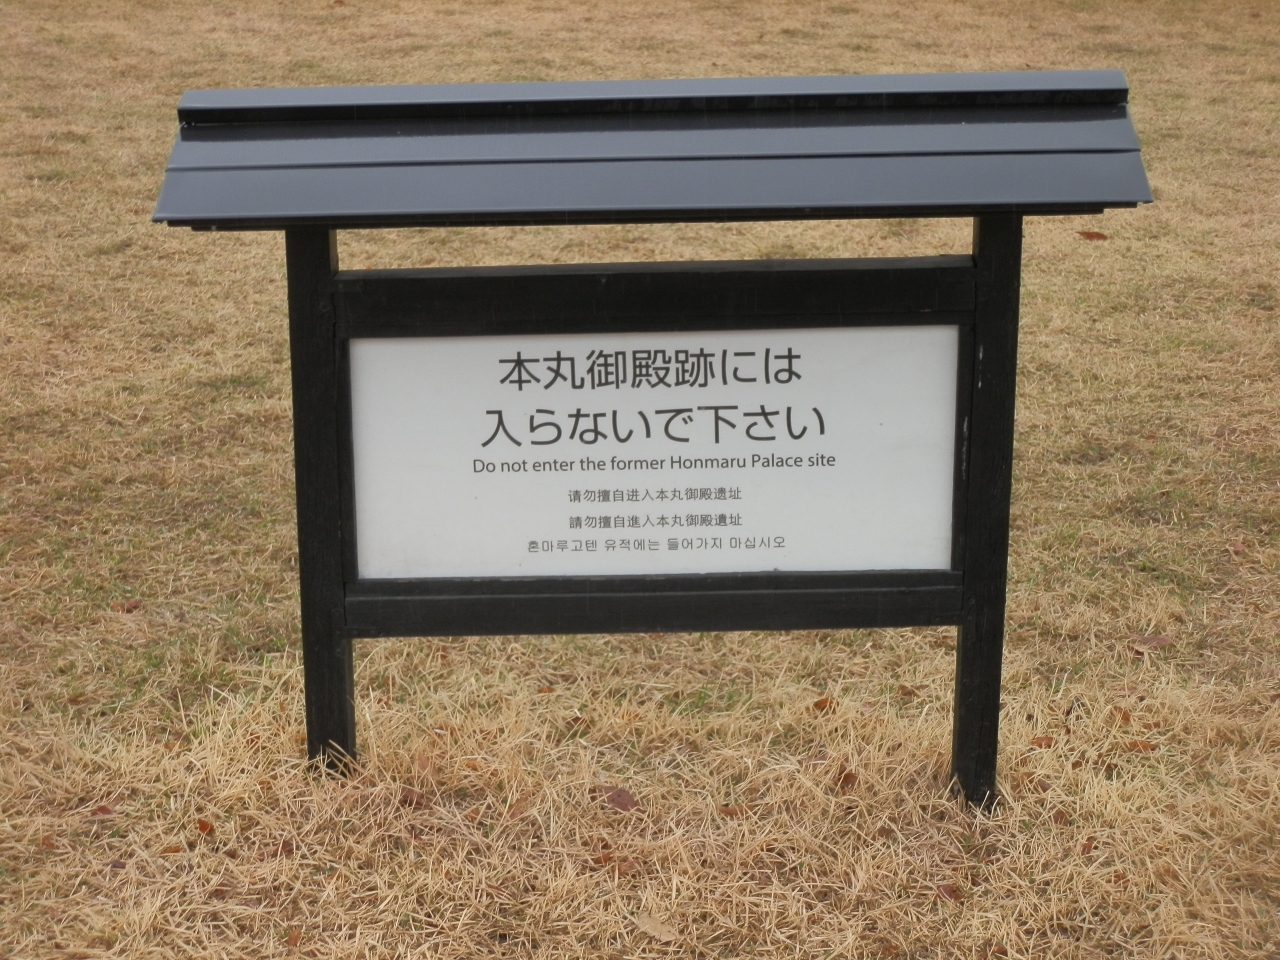 本丸御殿跡には
入らないで下さい
Do not enter the former Honmaru Palace site
请勿擅自进入本丸御殿遗址
請勿擅自進入本丸御殿遺址
혼마루고텐 유적에는 들어가지 마십시오